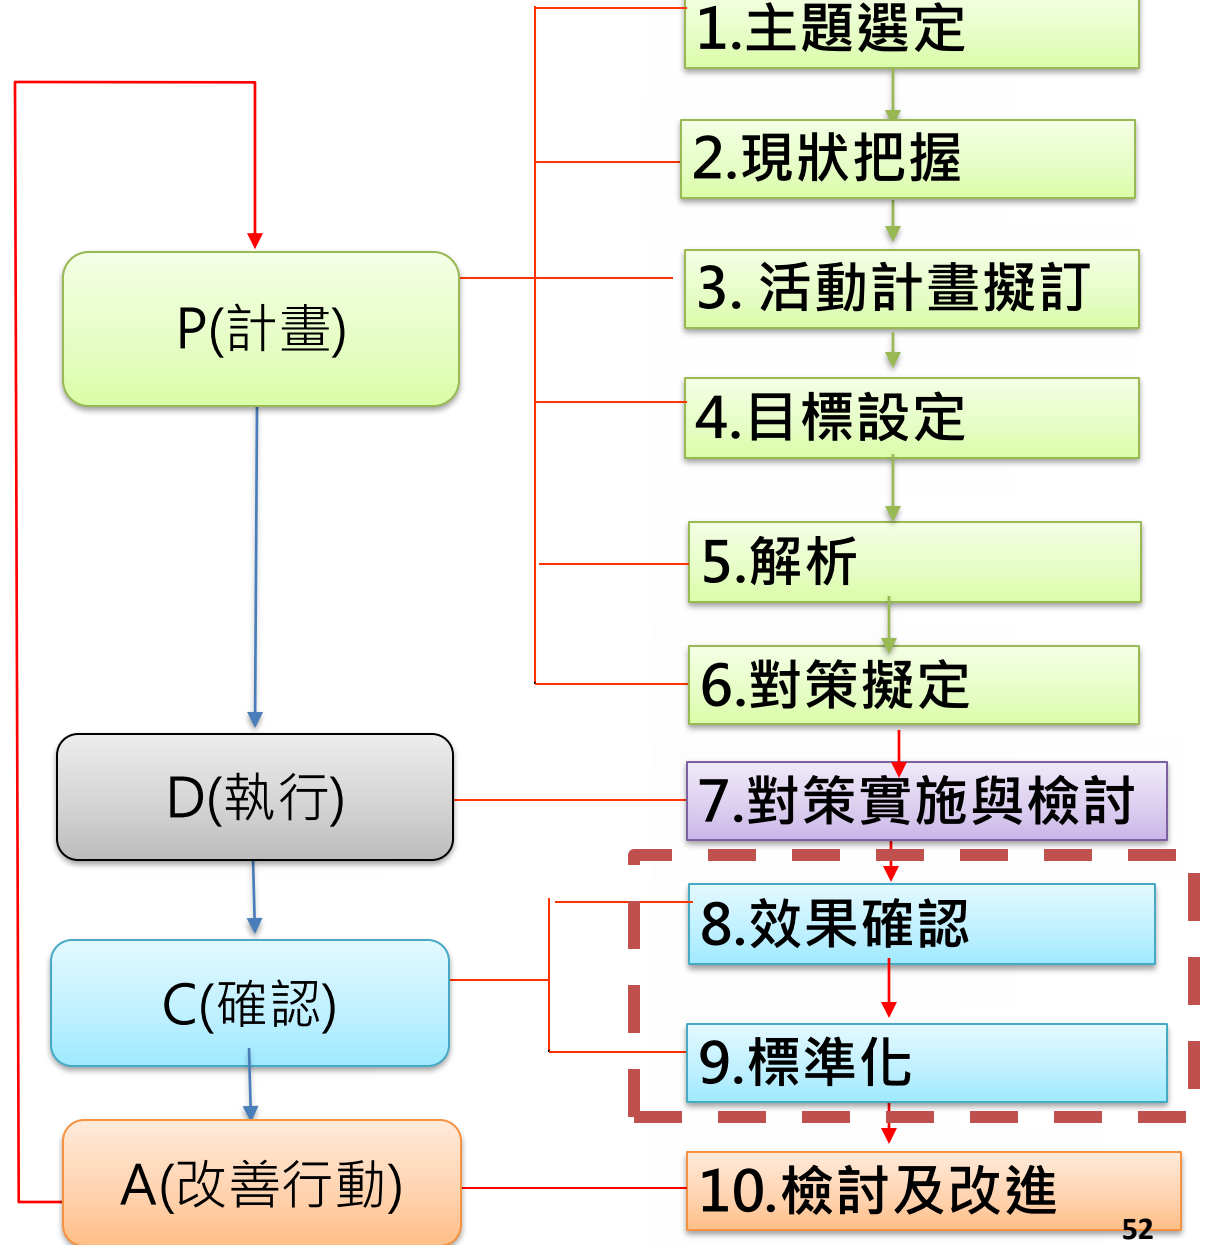 1.主題選定
2.現狀把握
3. 活動計畫擬訂
P(計畫)
4.目標設定
5.解析
6.對策擬定
D(執行)
7.對策實施與檢討
8.效果確認
C(確認)
9.標準化
A(改善行動)
10.檢討及改進
52